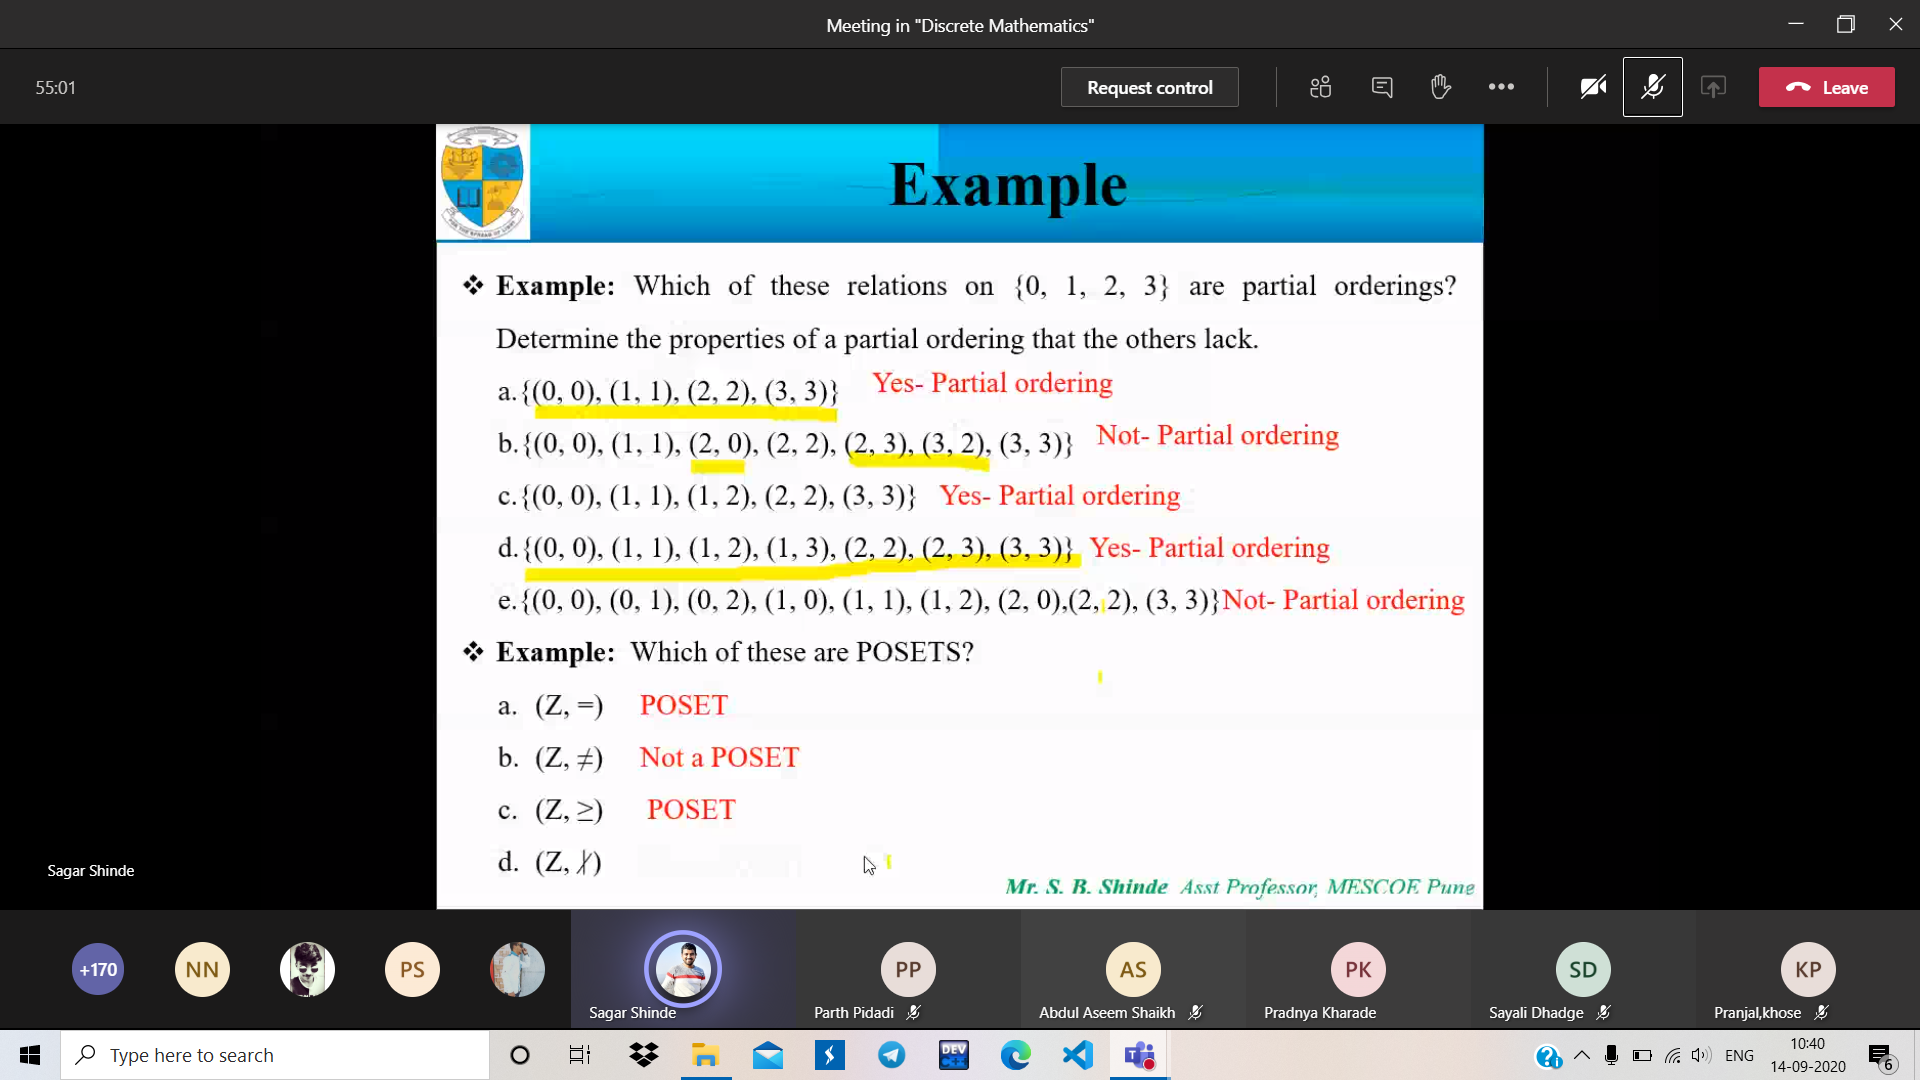 Meeting in "Discrete Mathematics"
55:01
Request control
Leave
Example
❖ Example: Which of these relations on {0, 1, 2, 3} are partial orderings?
Determine the properties of a partial ordering that the others lack.
a. {(0, 0), (1, 1), (2, 2), (3, 3)} Yes- Partial ordering
b. {(0, 0), (1, 1), (2, 0), (2, 2), (2, 3), (3, 2), (3, 3)} Not- Partial ordering
c. {(0, 0), (1, 1), (1, 2), (2, 2), (3, 3)} Yes- Partial ordering
d. {(0, 0), (1, 1), (1, 2), (1, 3), (2, 2), (2, 3), (3, 3)} Yes- Partial ordering
e. {(0, 0), (0, 1), (0, 2), (1, 0), (1, 1), (1, 2), (2, 0),(2, 2), (3, 3)} Not- Partial ordering
❖ Example: Which of these are POSETS?
a. (Z, =) POSET
b. (Z, ≠) Not a POSET
c. (Z, ≥) POSET
d. (Z, ∤)
Mr. S. B. Shinde Asst Professor, MESCOE Pune
Sagar Shinde
+170 NN PS PP AS PK SD KP
Sagar Shinde Parth Pidadi Abdul Aseem Shaikh Pradnya Kharade Sayali Dhadge Pranjal,khose
Type here to search
DEV C++
ENG
10:40
14-09-2020
6